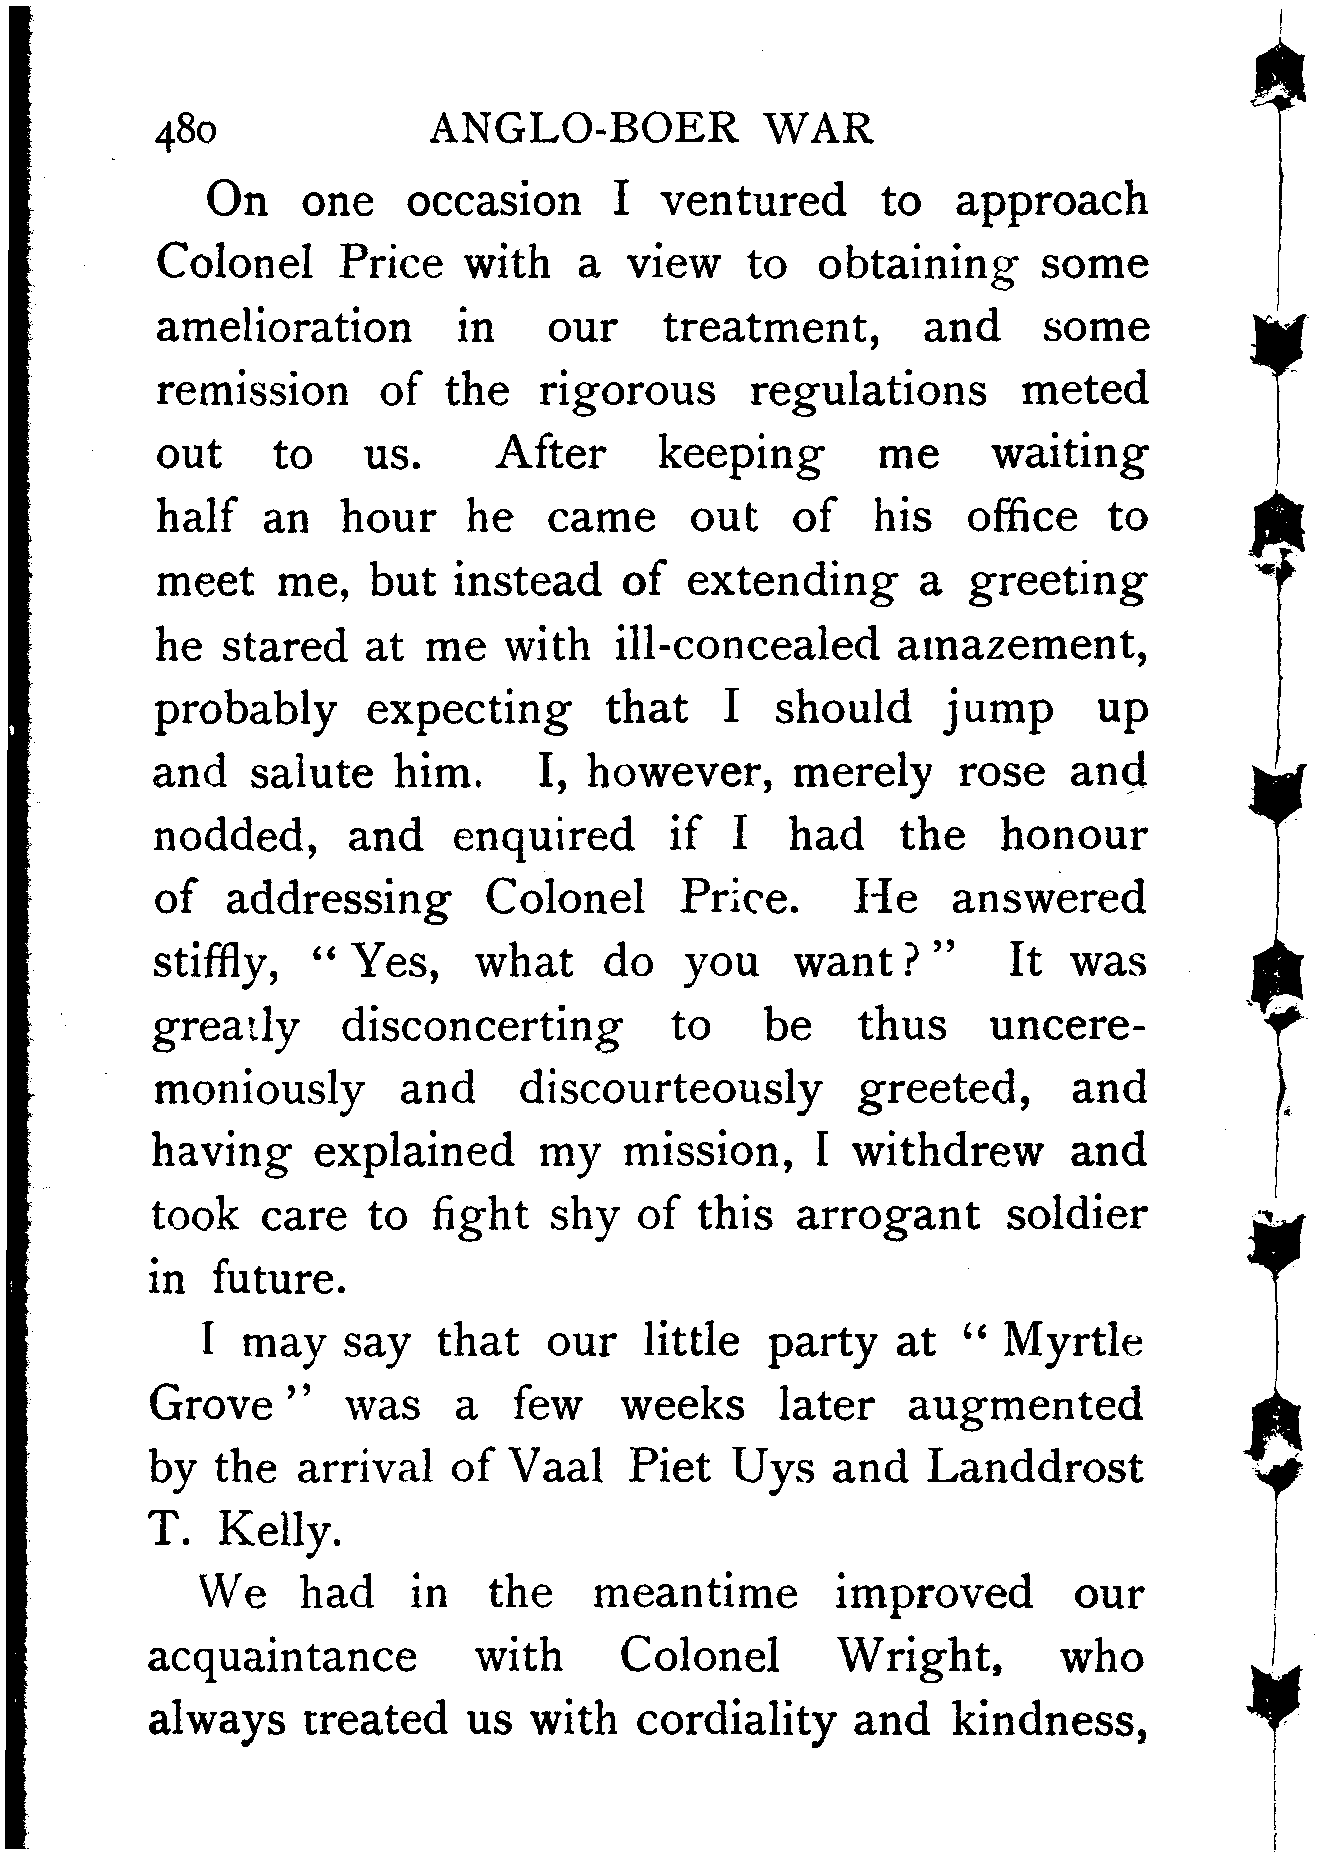 480 ANGLO-BOER WAR
On one occasion I ventured to approach
Colonel Price with a view to obtaining some
amelioration in our treatment, and some
remission of the rigorous regulations meted
out to us. After keeping me waiting
half an hour he came out of his office to
meet me, but instead of extending a greeting
he stared at me with ill-concealed amazement,
probably expecting that I should jump up
and salute him. I, however, merely rose and
nodded, and enquired if I had the honour
of addressing Colonel Price. He answered
stiffly, “ Yes, what do you want ? ” It was
greatly disconcerting to be thus uncere-
moniously and discourteously greeted, and
having explained my mission, I withdrew and
took care to fight shy of this arrogant soldier
in future.
I may say that our little party at “ Myrtle
Grove ” was a few weeks later augmented
by the arrival of Vaal Piet Uys and Landdrost
T. Kelly.
We had in the meantime improved our
acquaintance with Colonel Wright, who
always treated us with cordiality and kindness,